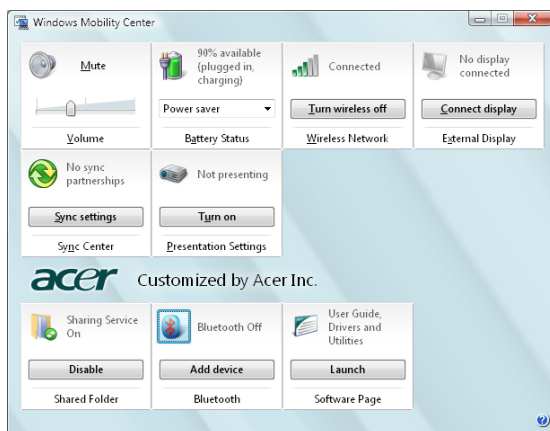 Windows Mobility Center
Mute
Volume
90% available
(plugged in,
charging)
Power saver
Battery Status
Connected
Turn wireless off
Wireless Network
No display
connected
Connect display
External Display
No sync
partnerships
Sync settings
Sync Center
Not presenting
Turn on
Presentation Settings
acer Customized by Acer Inc.
Sharing Service
On
Disable
Shared Folder
Bluetooth Off
Add device
Bluetooth
User Guide,
Drivers and
Utilities
Launch
Software Page